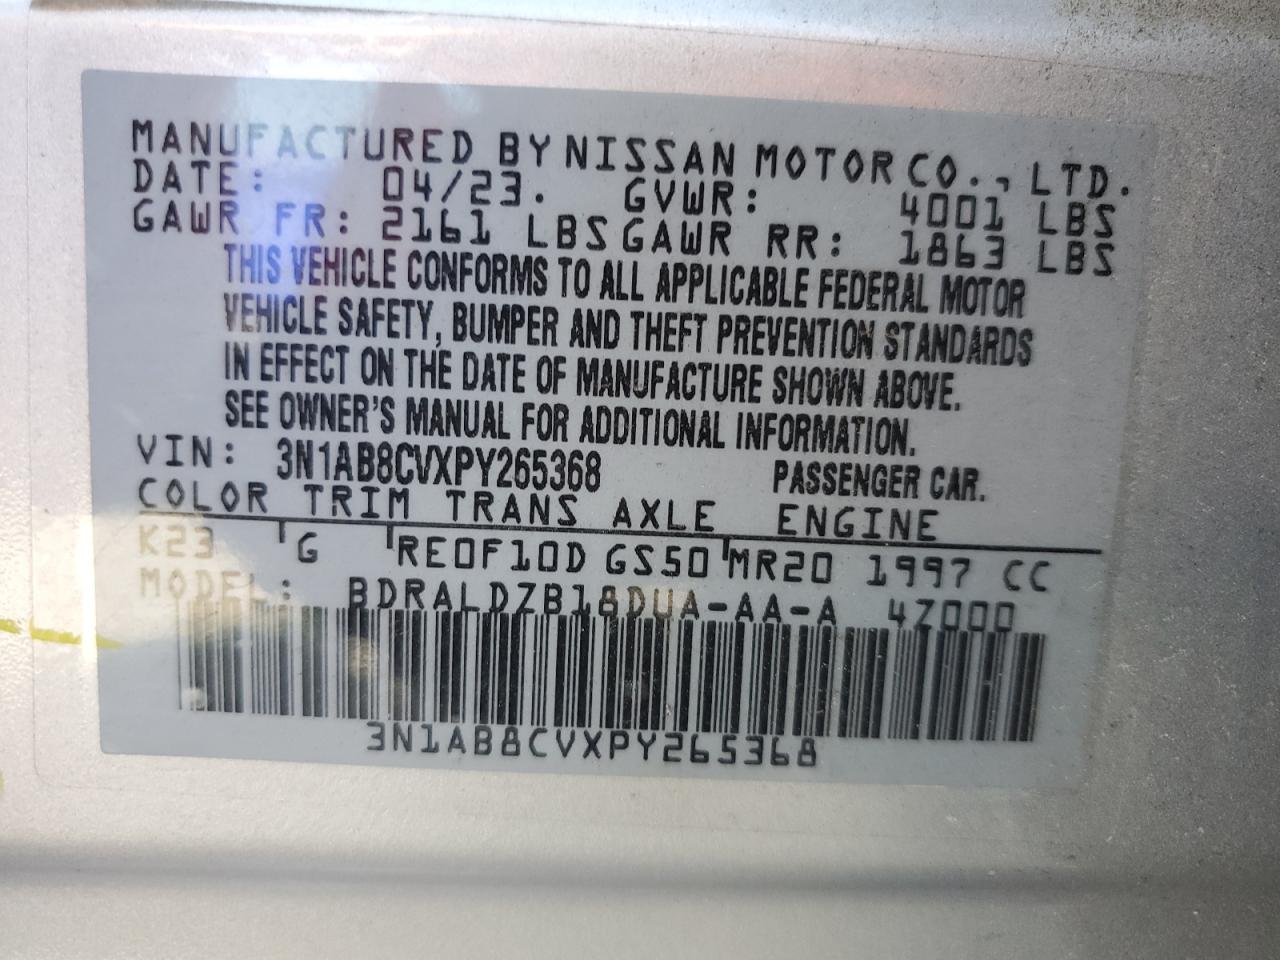 MANUFACTURED BY NISSAN MOTOR CO., LTD.
DATE: 04/23. GVWR: 4001 LBS
GAWR FR: 2161 LBS GAWR RR: 1863 LBS
THIS VEHICLE CONFORMS TO ALL APPLICABLE FEDERAL MOTOR
VEHICLE SAFETY, BUMPER AND THEFT PREVENTION STANDARDS
IN EFFECT ON THE DATE OF MANUFACTURE SHOWN ABOVE.
SEE OWNER'S MANUAL FOR ADDITIONAL INFORMATION.
VIN: 3N1AB8CVXPY265368 PASSENGER CAR.
COLOR TRIM TRANS AXLE ENGINE
K23 G RE0F10D GS50 MR20 1997 CC
MODEL: BDRALDZB18DUA-AA-A 4Z000
3N1AB8CVXPY265368